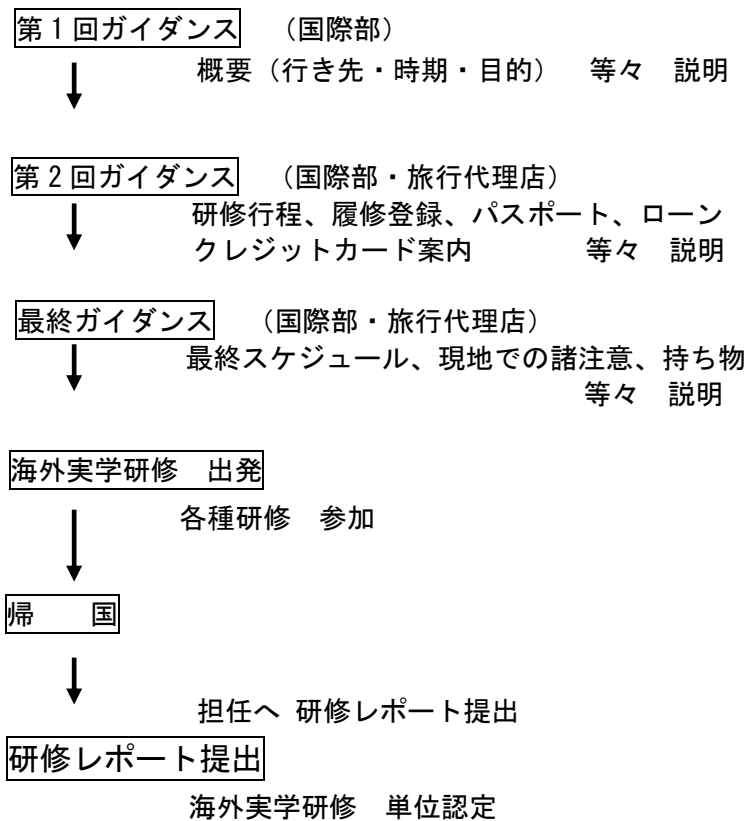 第１回ガイダンス　（国際部）
概要（行き先・時期・目的）　等々　説明
第２回ガイダンス　（国際部・旅行代理店）
研修行程、履修登録、パスポート、ローン
クレジットカード案内　　　　等々　説明
最終ガイダンス　（国際部・旅行代理店）
最終スケジュール、現地での諸注意、持ち物
等々　説明
海外実学研修　出発
各種研修　参加
帰　　国
担任へ 研修レポート提出
研修レポート提出
海外実学研修　単位認定